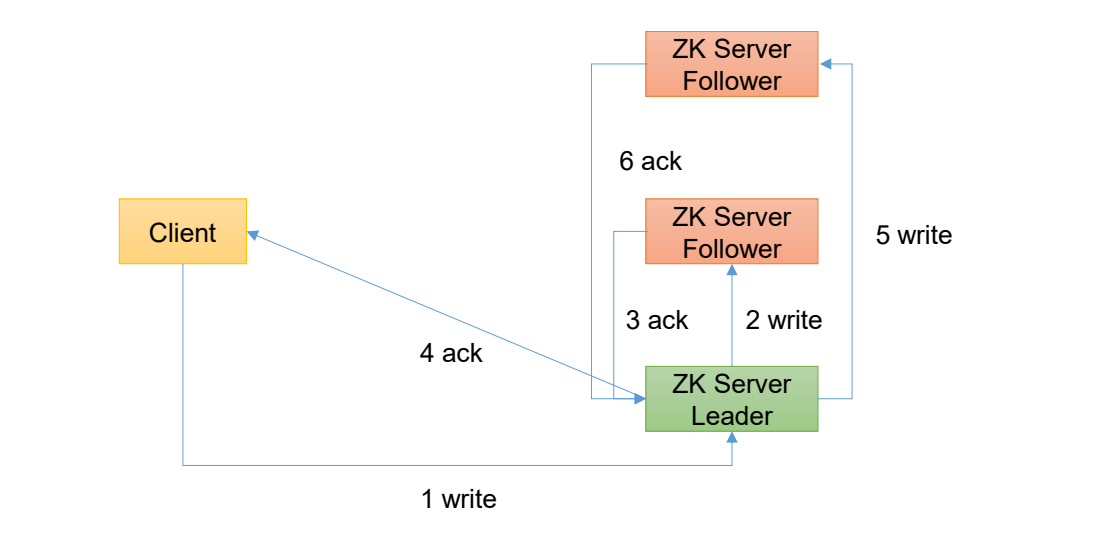 ZK Server
Follower
6 ack
Client
ZK Server
Follower
5 write
3 ack
2 write
4 ack
ZK Server
Leader
1 write